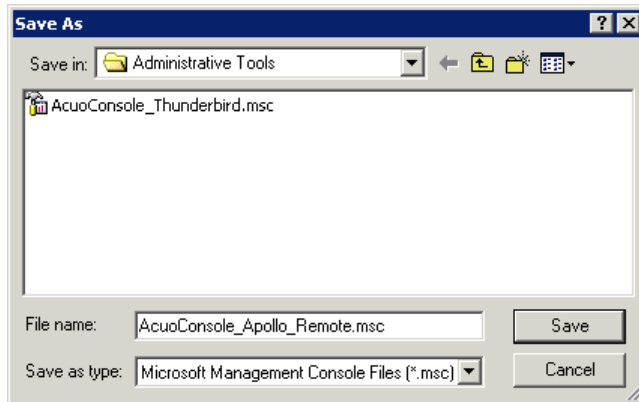 Save As
Save in: Administrative Tools
AcuoConsole_Thunderbird.msc
File name: AcuoConsole_Apollo_Remote.msc Save
Save as type: Microsoft Management Console Files (*.msc) Cancel